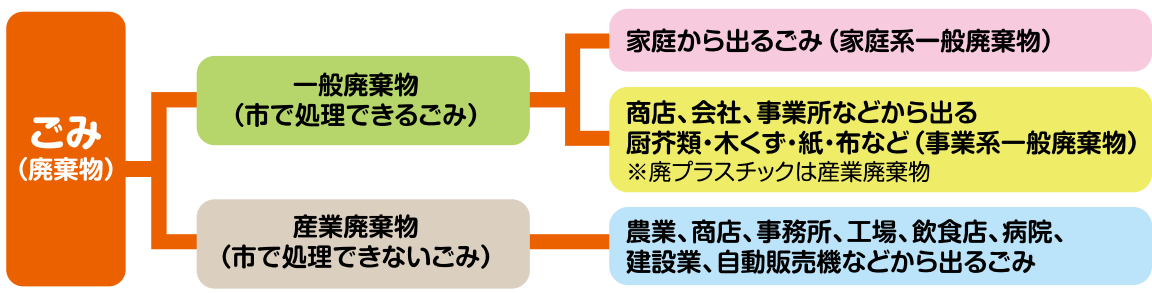 ごみ
(廃棄物)
一般廃棄物
(市で処理できるごみ)
家庭から出るごみ(家庭系一般廃棄物)
商店、会社、事業所などから出る
厨芥類・木くず・紙・布など(事業系一般廃棄物)
※廃プラスチックは産業廃棄物
産業廃棄物
(市で処理できないごみ)
農業、商店、事務所、工場、飲食店、病院、
建設業、自動販売機などから出るごみ